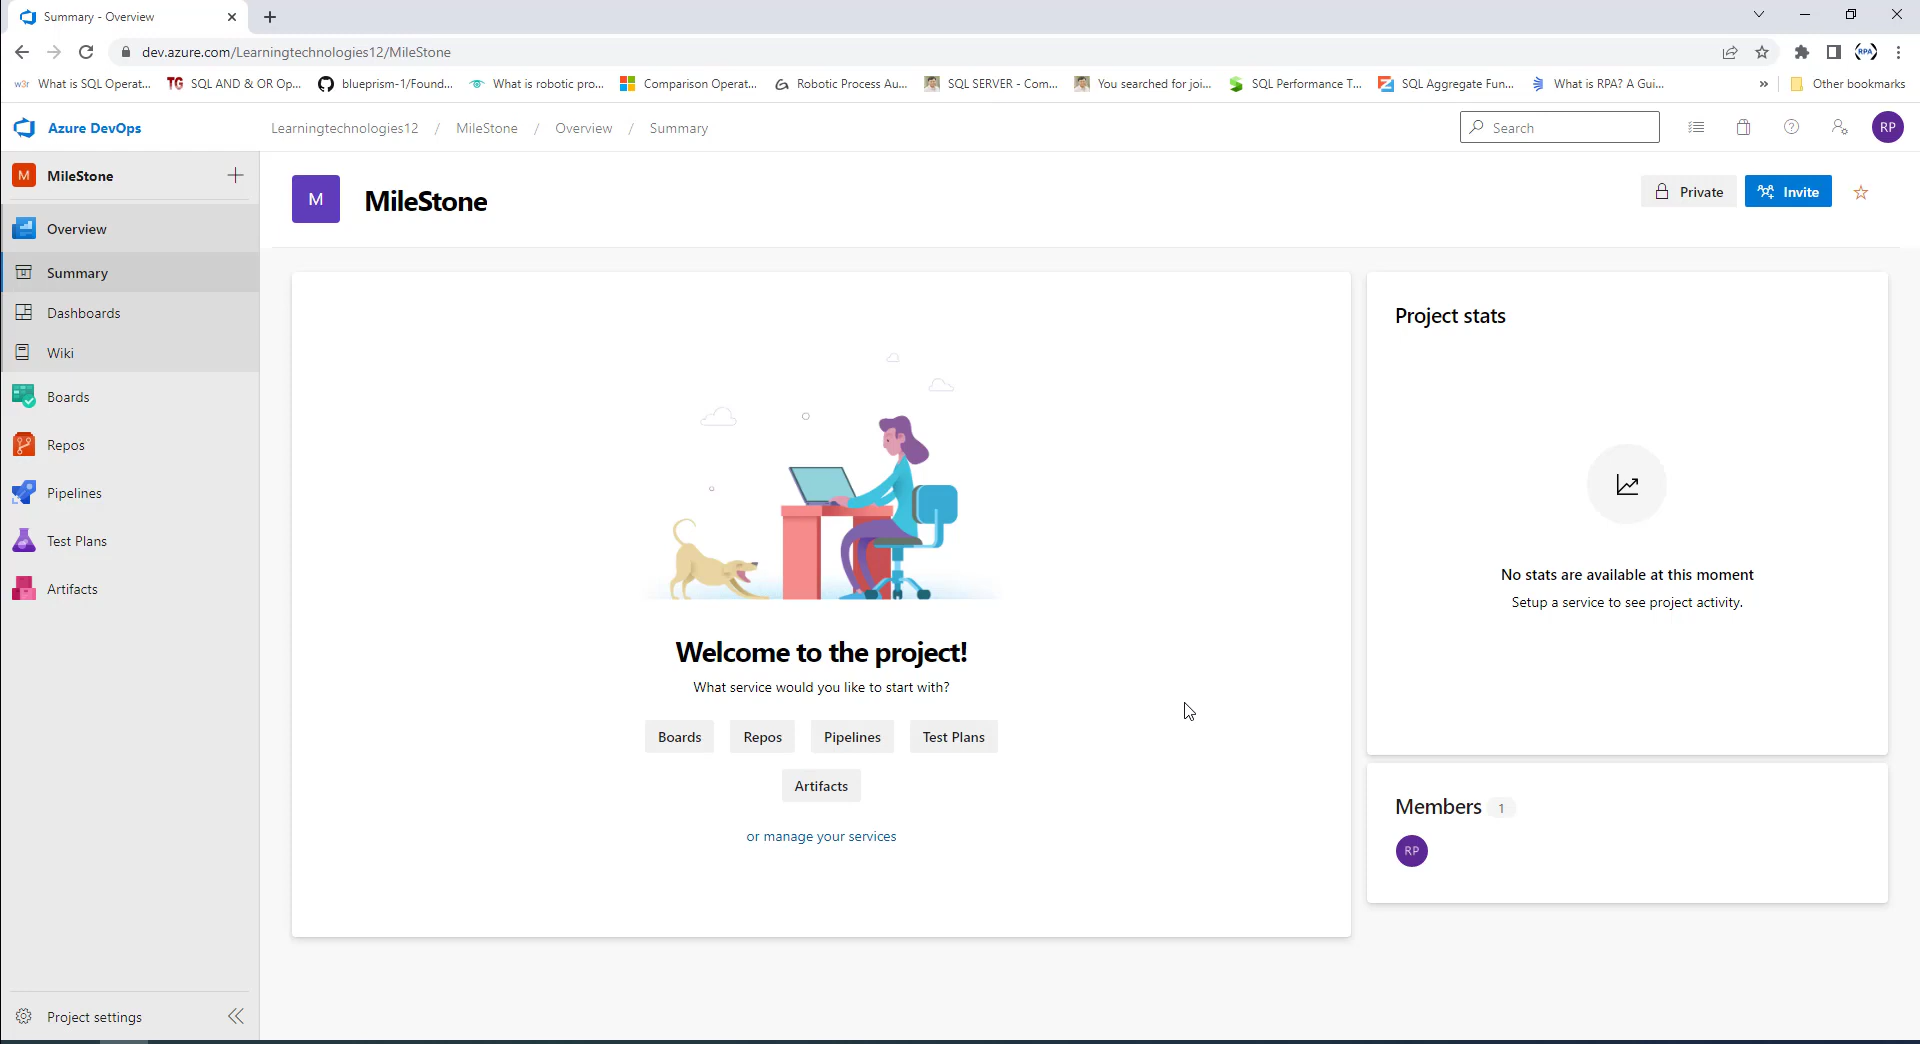 Summary - Overview
dev.azure.com/Learningtechnologies12/MileStone
(RPA)
w3r What is SQL Operat... TG SQL AND & OR Op... blueprism-1/Found... What is robotic pro... Comparison Operat... Robotic Process Au... SQL SERVER - Com... You searched for joi... SQL Performance T... SQL Aggregate Fun... What is RPA? A Gui... » Other bookmarks
Azure DevOps Learningtechnologies12 / MileStone / Overview / Summary Search RP
M MileStone
Overview
Summary
Dashboards
Wiki
Boards
Repos
Pipelines
Test Plans
Artifacts
Project settings
M MileStone
Private Invite
Welcome to the project!
What service would you like to start with?
Boards Repos Pipelines Test Plans
Artifacts
or manage your services
Project stats
No stats are available at this moment
Setup a service to see project activity.
Members 1
RP